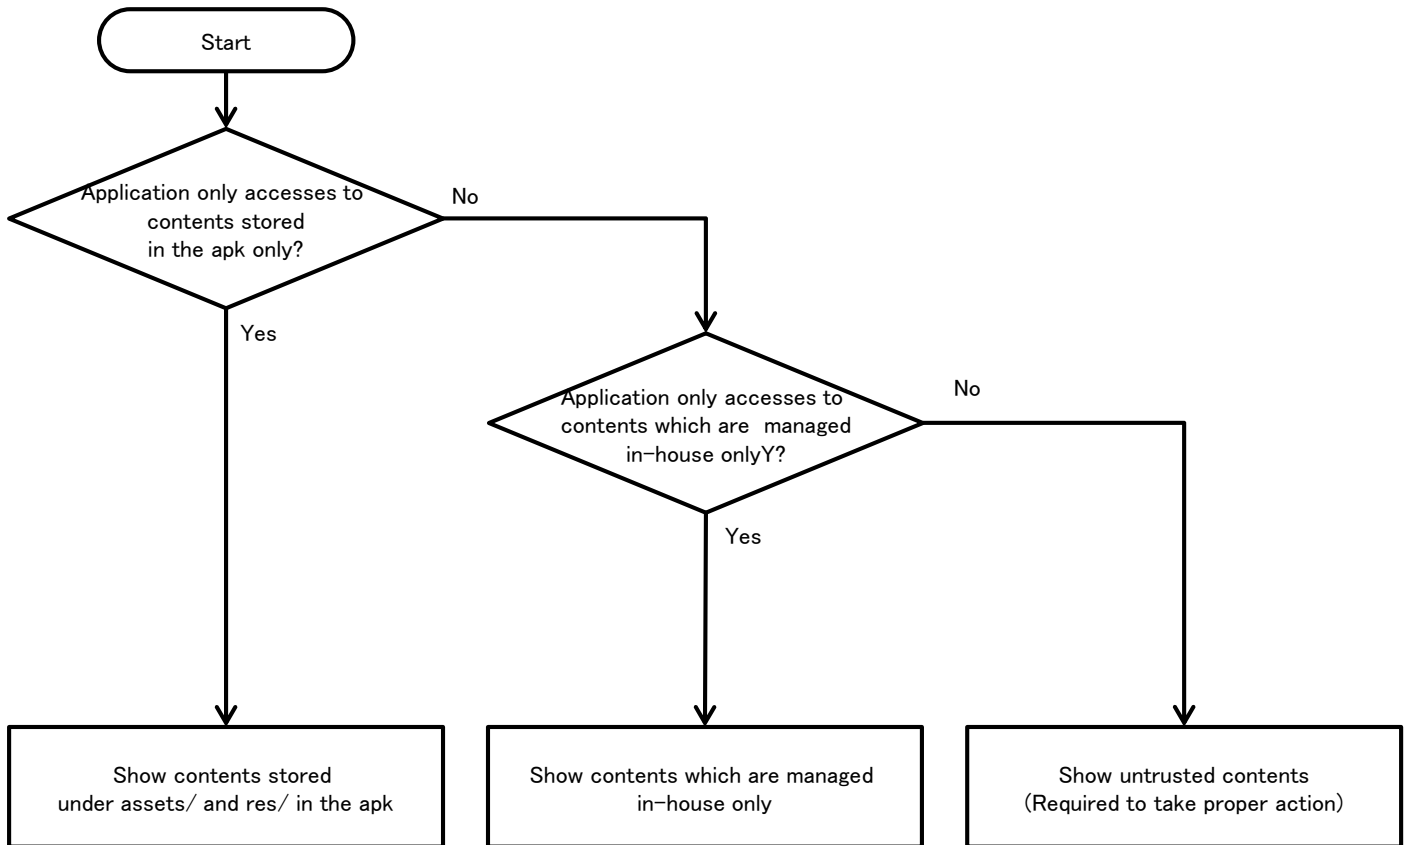 Start
Application only accesses to
contents stored
in the apk only?
No
Yes
Application only accesses to
contents which are  managed
in-house onlyY?
No
Yes
Show contents stored
under assets/ and res/ in the apk
Show contents which are managed
in-house only
Show untrusted contents
(Required to take proper action)